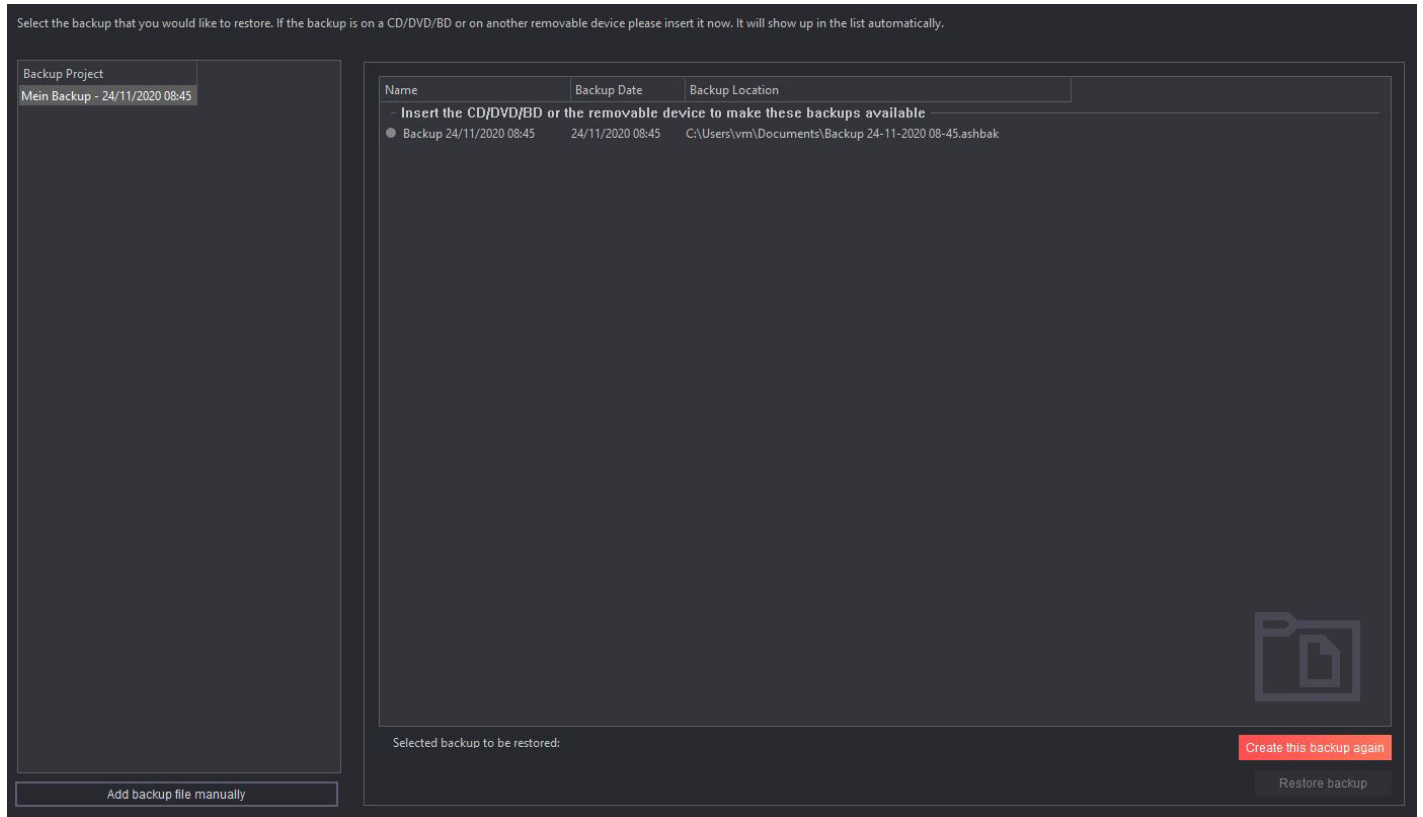 Select the backup that you would like to restore. If the backup is on a CD/DVD/BD or on another removable device please insert it now. It will show up in the list automatically.
Backup Project
Mein Backup - 24/11/2020 08:45
Name Backup Date Backup Location
Insert the CD/DVD/BD or the removable device to make these backups available
Backup 24/11/2020 08:45 24/11/2020 08:45 C:\Users\vm\Documents\Backup 24-11-2020 08-45.ashbak
Selected backup to be restored:
Create this backup again
Restore backup
Add backup file manually